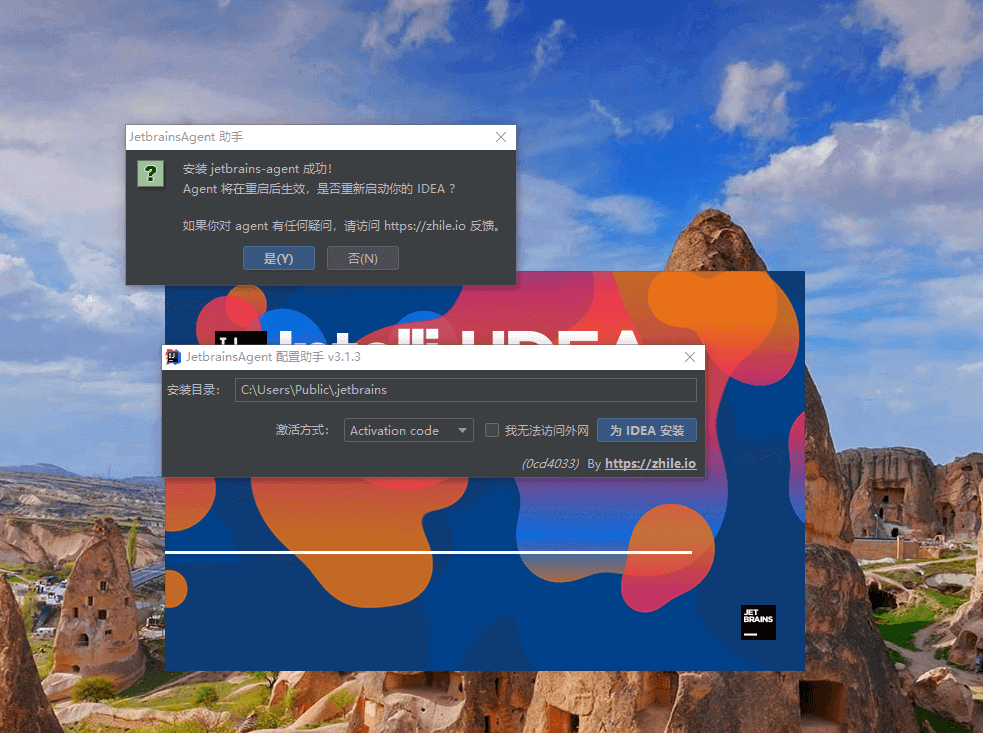 JetbrainsAgent 助手
?
安装 jetbrains-agent 成功!
Agent 将在重启后生效，是否重新启动你的 IDEA ?
如果你对 agent 有任何疑问，请访问 https://zhile.io 反馈。
是(Y) 否(N)
IntelliJ IDEA
JetbrainsAgent 配置助手 v3.1.3
安装目录： C:\Users\Public\.jetbrains
激活方式： Activation code 我无法访问外网 为 IDEA 安装
(0cd4033) By https://zhile.io
JET
BRAINS